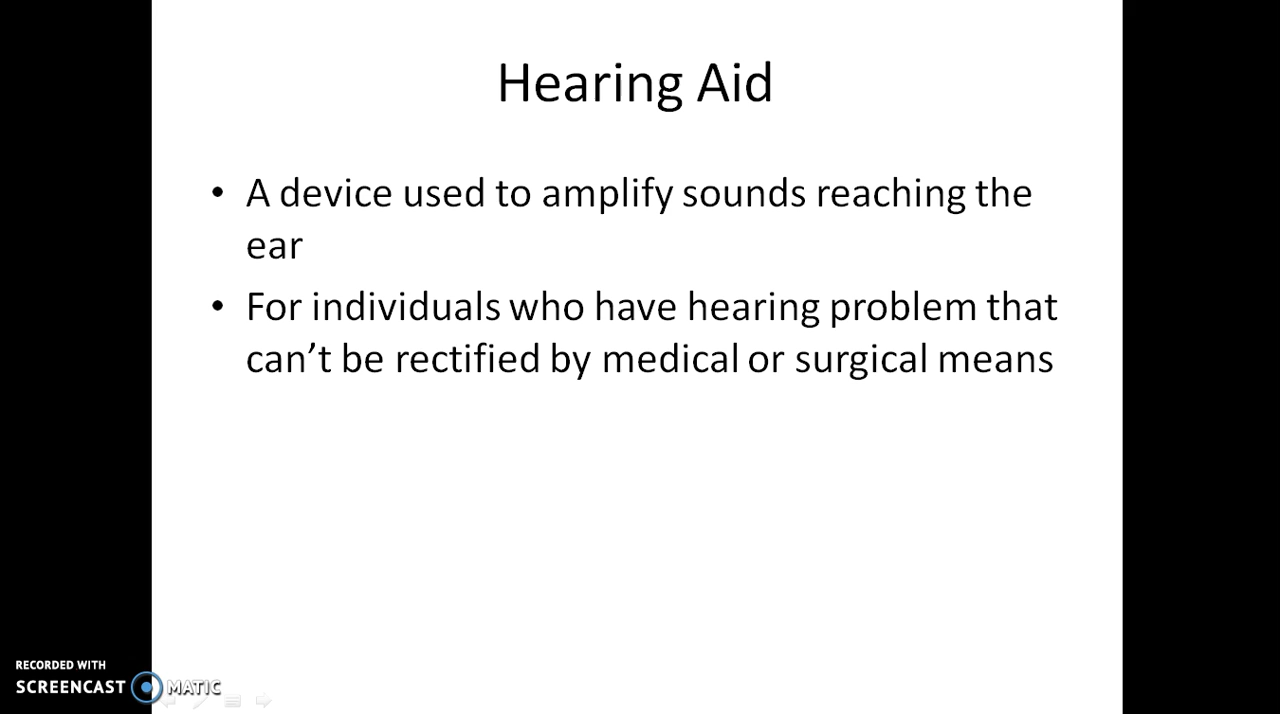 Hearing Aid
• A device used to amplify sounds reaching the
ear
• For individuals who have hearing problem that
can’t be rectified by medical or surgical means
RECORDED WITH
SCREENCAST MATIC